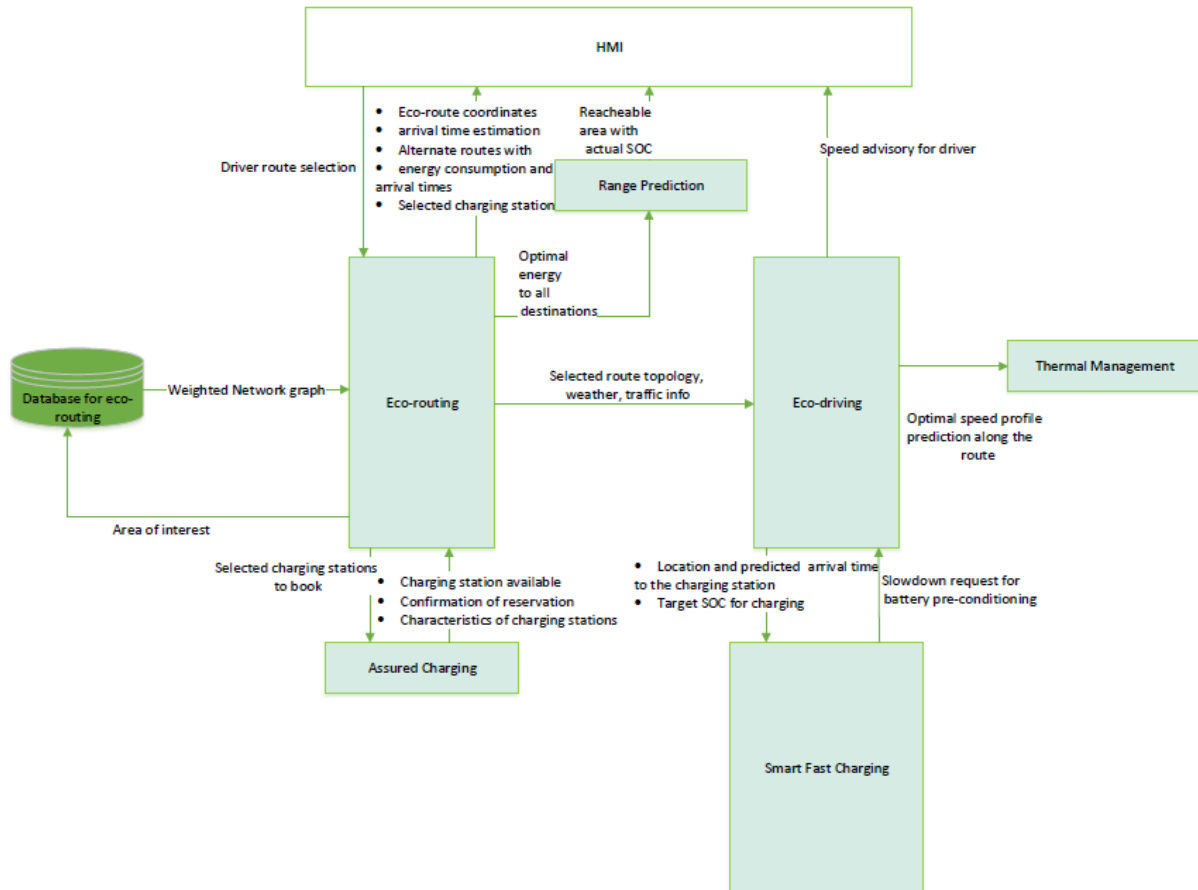 HMI
Driver route selection
• Eco-route coordinates
• arrival time estimation
• Alternate routes with
• energy consumption and
arrival times
• Selected charging station
Reacheable
area with
actual SOC
Speed advisory for driver
Range Prediction
Optimal
energy
to all
destinations
Database for eco-
routing
Weighted Network graph
Eco-routing
Selected route topology,
weather, traffic info
Eco-driving
Thermal Management
Optimal speed profile
prediction along the
route
Area of interest
Selected charging stations
to book
• Charging station available
• Confirmation of reservation
• Characteristics of charging stations
• Location and predicted arrival time
to the charging station
• Target SOC for charging
Slowdown request for
battery pre-conditioning
Assured Charging
Smart Fast Charging